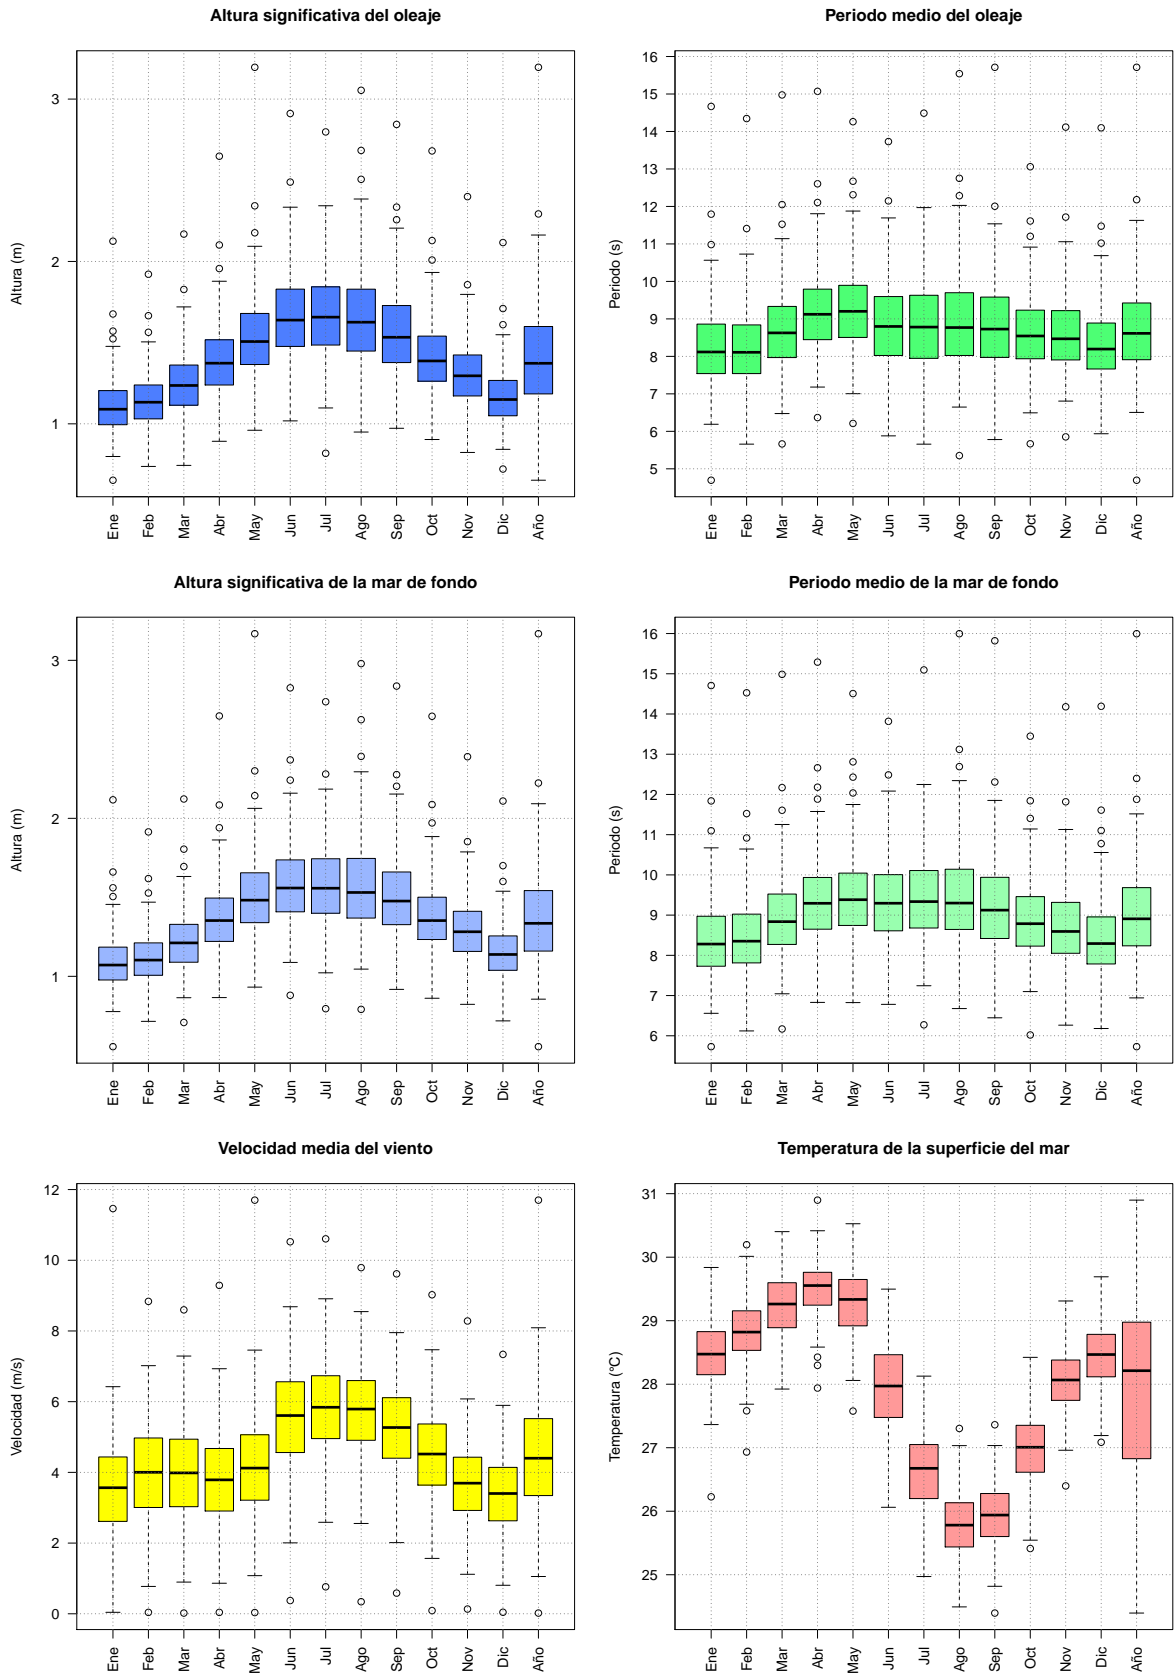 Altura significativa del oleaje
Altura (m)
3
2
1
Ene Feb Mar Abr May Jun Jul Ago Sep Oct Nov Dic Año
Periodo medio del oleaje
Periodo (s)
16
15
14
13
12
11
10
9
8
7
6
5
Ene Feb Mar Abr May Jun Jul Ago Sep Oct Nov Dic Año
Altura significativa de la mar de fondo
Altura (m)
3
2
1
Ene Feb Mar Abr May Jun Jul Ago Sep Oct Nov Dic Año
Periodo medio de la mar de fondo
Periodo (s)
16
15
14
13
12
11
10
9
8
7
6
Ene Feb Mar Abr May Jun Jul Ago Sep Oct Nov Dic Año
Velocidad media del viento
Velocidad (m/s)
12
10
8
6
4
2
0
Ene Feb Mar Abr May Jun Jul Ago Sep Oct Nov Dic Año
Temperatura de la superficie del mar
Temperatura (°C)
31
30
29
28
27
26
25
Ene Feb Mar Abr May Jun Jul Ago Sep Oct Nov Dic Año